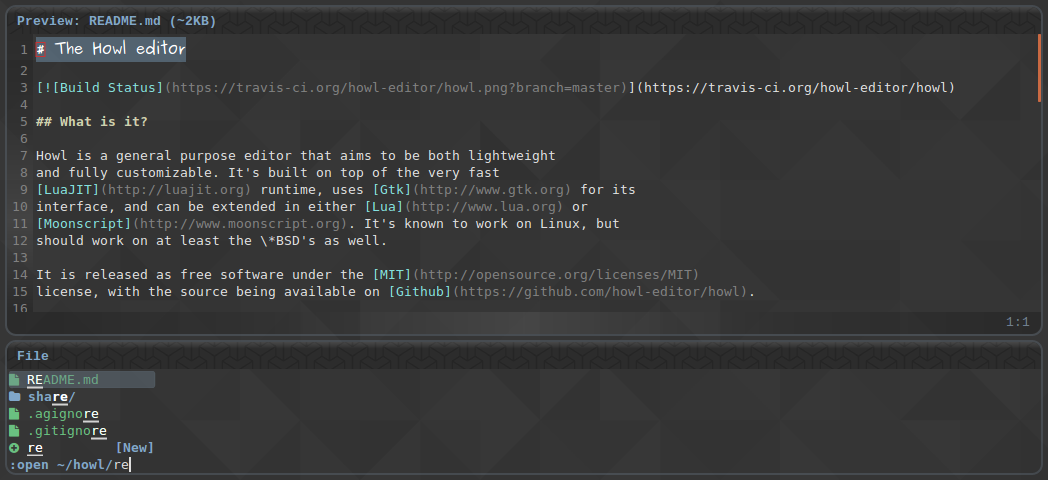 Preview: README.md (~2KB)
1 # The Howl editor
2
3 [![Build Status](https://travis-ci.org/howl-editor/howl.png?branch=master)](https://travis-ci.org/howl-editor/howl)
4
5 ## What is it?
6
7 Howl is a general purpose editor that aims to be both lightweight
8 and fully customizable. It's built on top of the very fast
9 [LuaJIT](http://luajit.org) runtime, uses [Gtk](http://www.gtk.org) for its
10 interface, and can be extended in either [Lua](http://www.lua.org) or
11 [Moonscript](http://www.moonscript.org). It's known to work on Linux, but
12 should work on at least the \*BSD's as well.
13
14 It is released as free software under the [MIT](http://opensource.org/licenses/MIT)
15 license, with the source being available on [Github](https://github.com/howl-editor/howl).
16
1:1
File
README.md
share/
.agignore
.gitignore
re [New]
:open ~/howl/re